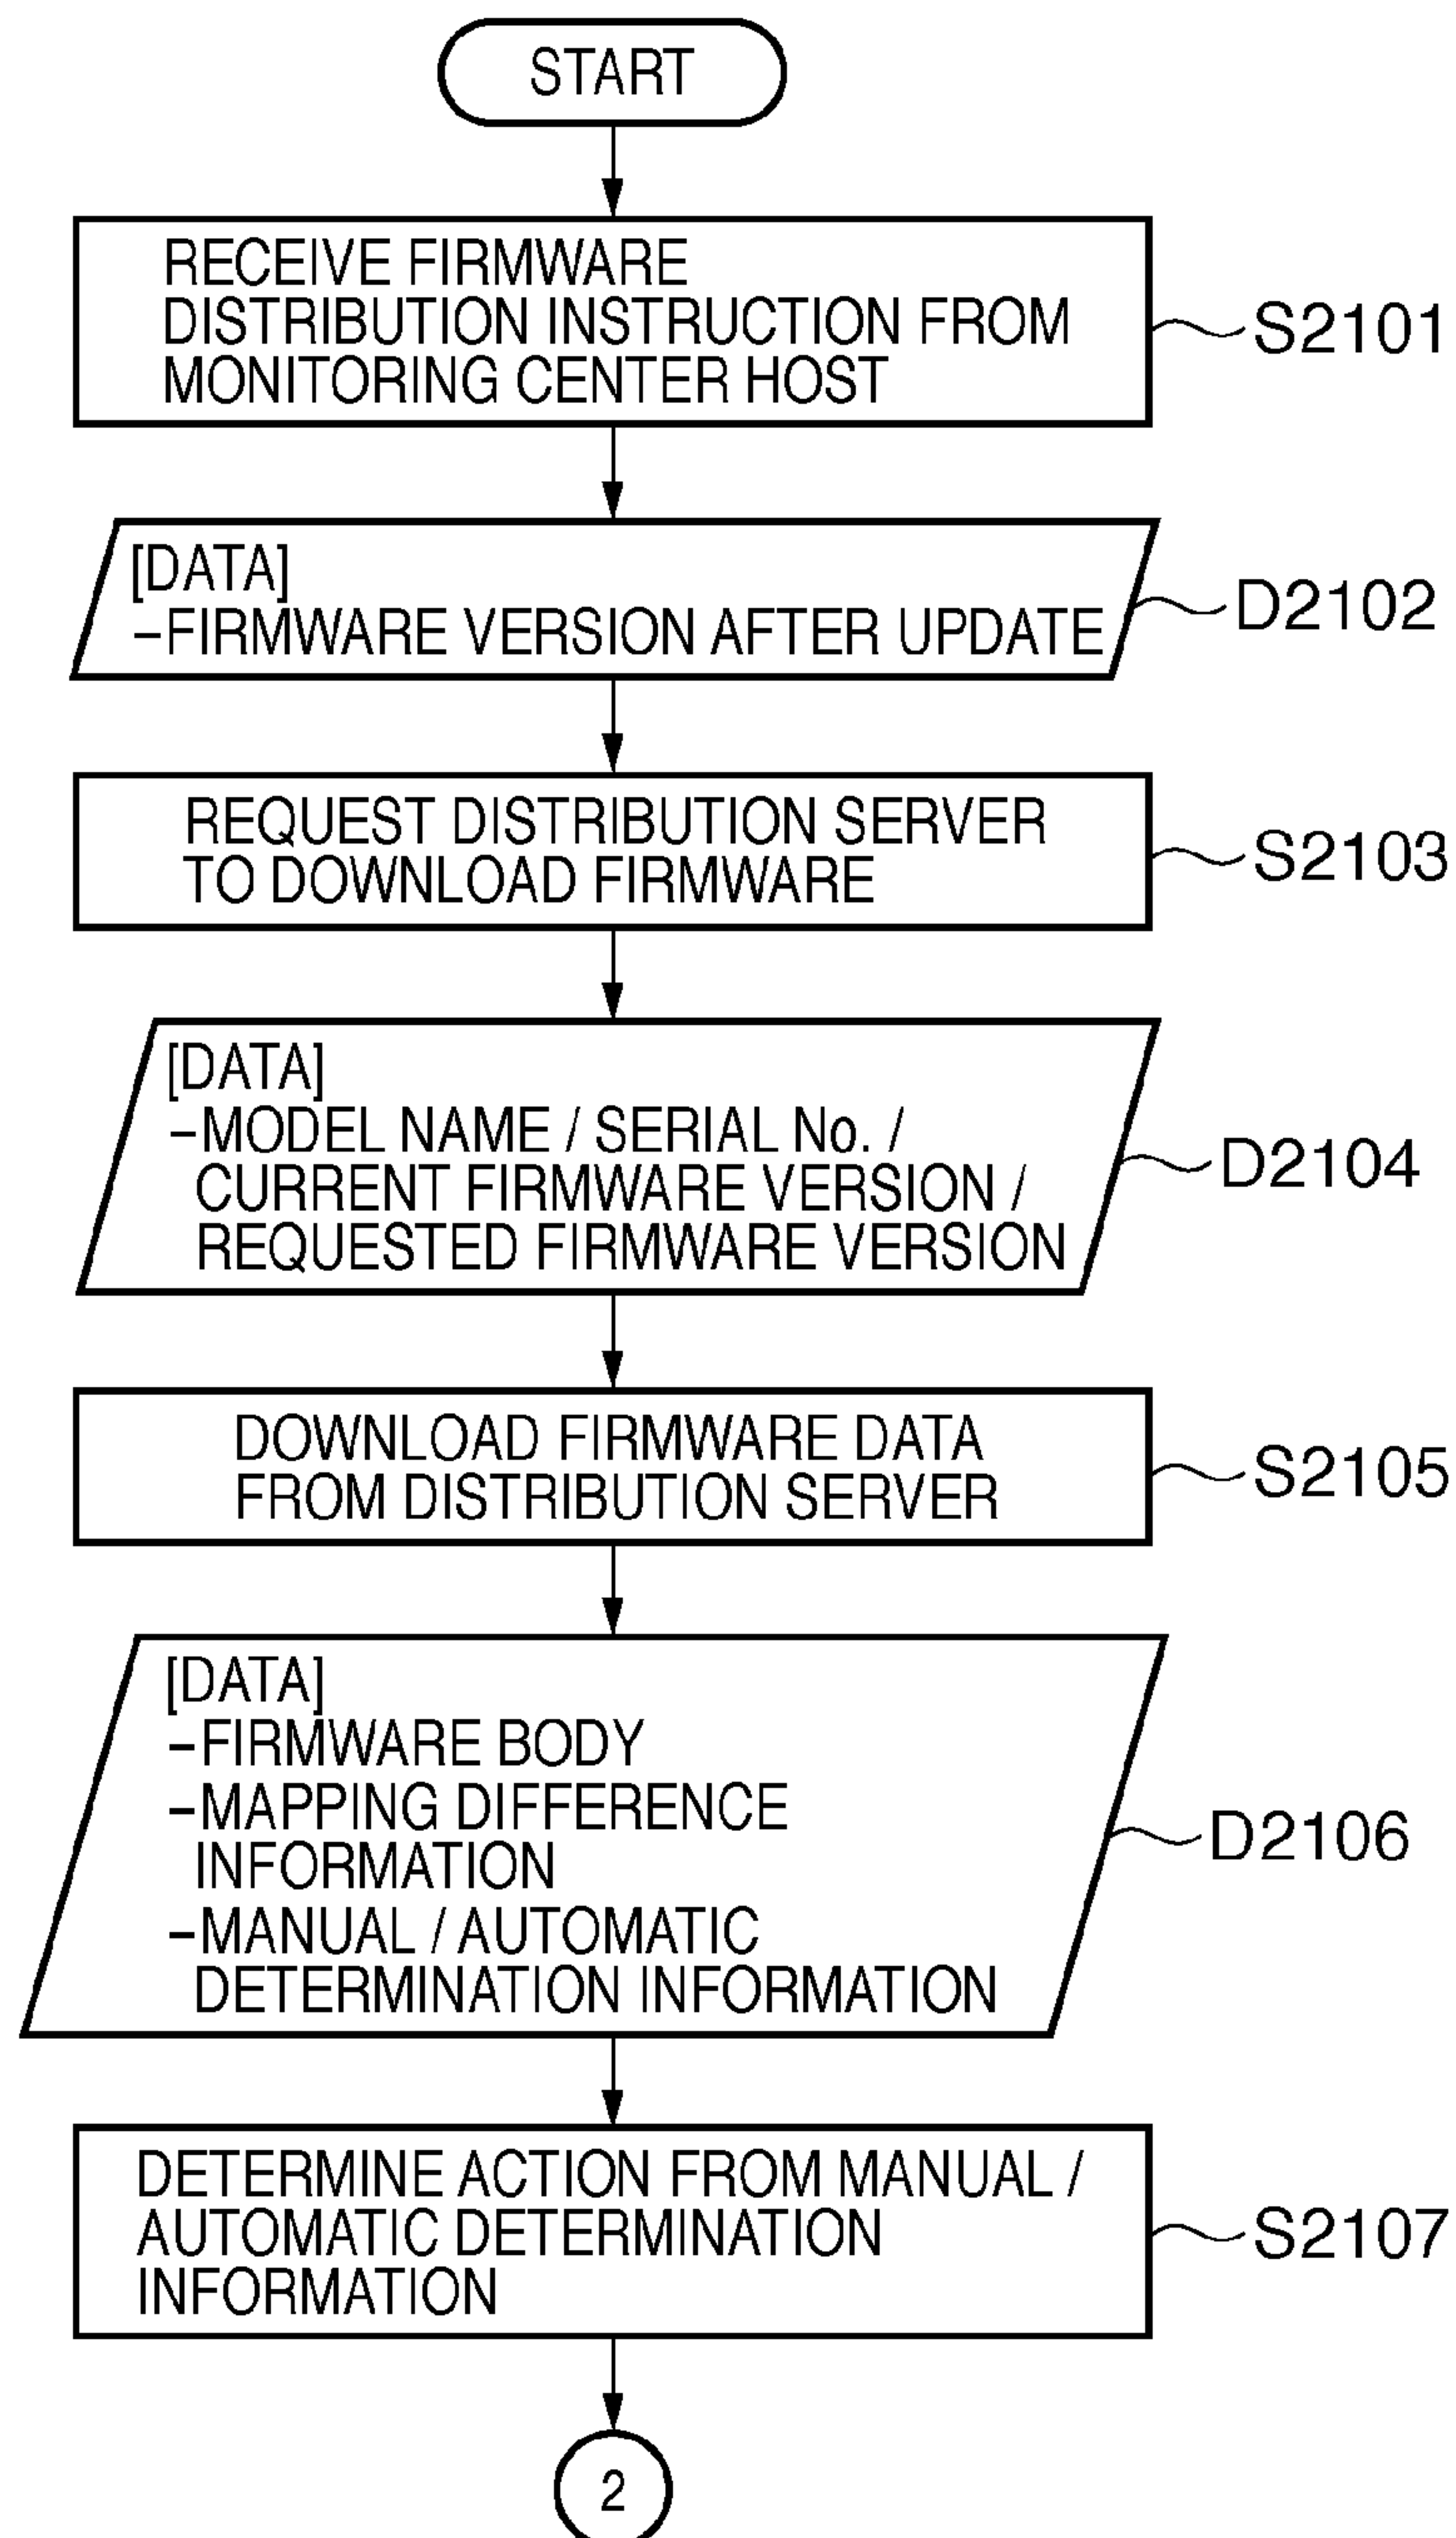 START
RECEIVE FIRMWARE
DISTRIBUTION INSTRUCTION FROM
MONITORING CENTER HOST
S2101
[DATA]
–FIRMWARE VERSION AFTER UPDATE
D2102
REQUEST DISTRIBUTION SERVER
TO DOWNLOAD FIRMWARE
S2103
[DATA]
–MODEL NAME / SERIAL No. /
CURRENT FIRMWARE VERSION /
REQUESTED FIRMWARE VERSION
D2104
DOWNLOAD FIRMWARE DATA
FROM DISTRIBUTION SERVER
S2105
[DATA]
–FIRMWARE BODY
–MAPPING DIFFERENCE
INFORMATION
–MANUAL / AUTOMATIC
DETERMINATION INFORMATION
D2106
DETERMINE ACTION FROM MANUAL /
AUTOMATIC DETERMINATION
INFORMATION
S2107
2